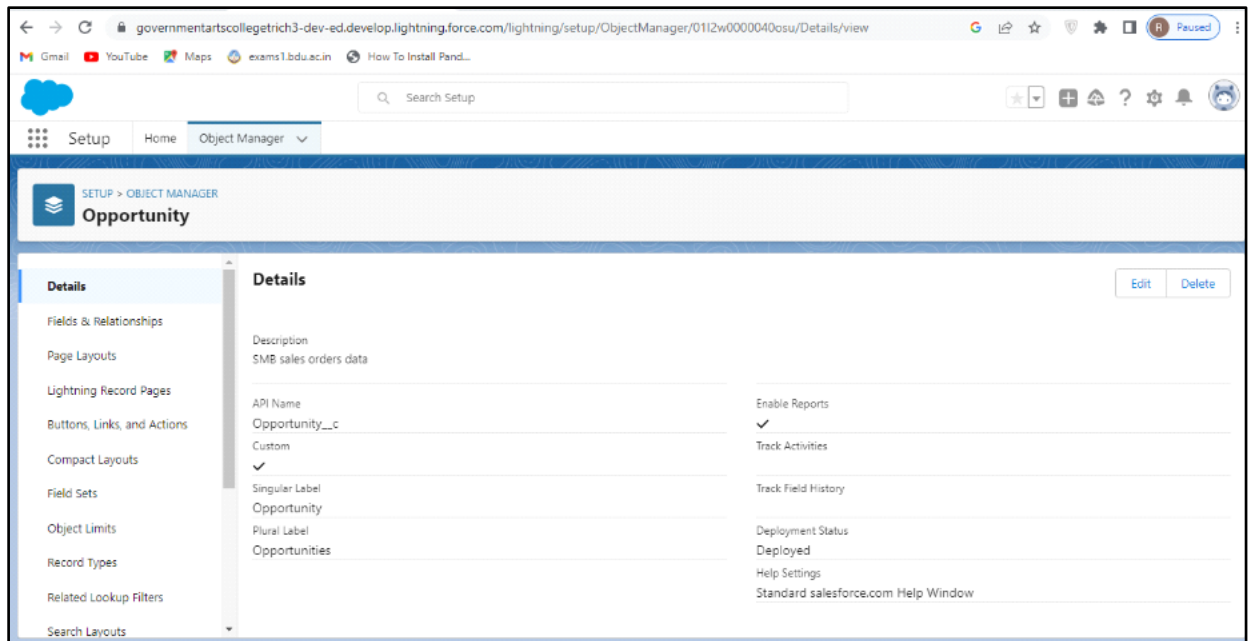 governmentartscollegetrich3-dev-ed.develop.lightning.force.com/lightning/setup/ObjectManager/01I2w0000040osu/Details/view
G
R Paused
Gmail YouTube Maps exams1.bdu.ac.in How To Install Pand...
Search Setup
Setup Home Object Manager
SETUP > OBJECT MANAGER
Opportunity
Details
Fields & Relationships
Page Layouts
Lightning Record Pages
Buttons, Links, and Actions
Compact Layouts
Field Sets
Object Limits
Record Types
Related Lookup Filters
Search Layouts
Details
Edit Delete
Description
SMB sales orders data
API Name
Opportunity__c
Custom
Singular Label
Opportunity
Plural Label
Opportunities
Enable Reports
Track Activities
Track Field History
Deployment Status
Deployed
Help Settings
Standard salesforce.com Help Window